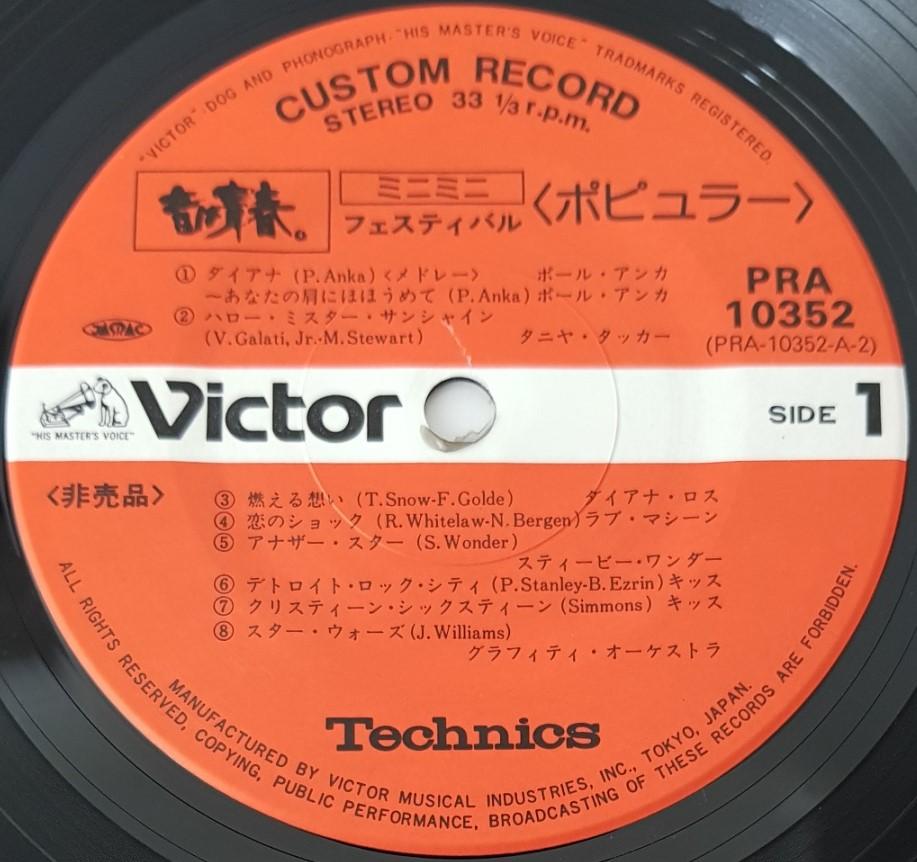 "VICTOR"·DOG AND PHONOGRAPH·"HIS MASTER'S VOICE" TRADMARKS REGISTERED.
CUSTOM RECORD
STEREO 33 1/3 r.p.m.
音は青春。
ミニミニ
フェスティバル
〈ポピュラー〉
① ダイアナ (P.Anka)〈メドレー〉 ポール・アンカ
〜あなたの肩にほほうめて (P.Anka) ポール・アンカ
② ハロー・ミスター・サンシャイン
(V.Galati, Jr.-M.Stewart) タニヤ・タッカー
PRA
10352
(PRA-10352-A-2)
JASRAC
"HIS MASTER'S VOICE"
Victor
SIDE 1
〈非売品〉
③ 燃える想い (T.Snow-F.Golde) ダイアナ・ロス
④ 恋のショック (R.Whitelaw-N.Bergen) ラブ・マシーン
⑤ アナザー・スター (S.Wonder)
スティービー・ワンダー
⑥ デトロイト・ロック・シティ (P.Stanley-B.Ezrin) キッス
⑦ クリスティーン・シックスティーン (Simmons) キッス
⑧ スター・ウォーズ (J.Williams)
グラフィティ・オーケストラ
Technics
MANUFACTURED BY VICTOR MUSICAL INDUSTRIES, INC., TOKYO, JAPAN.
ALL RIGHTS RESERVED, COPYING, PUBLIC PERFORMANCE, BROADCASTING OF THESE RECORDS ARE FORBIDDEN.